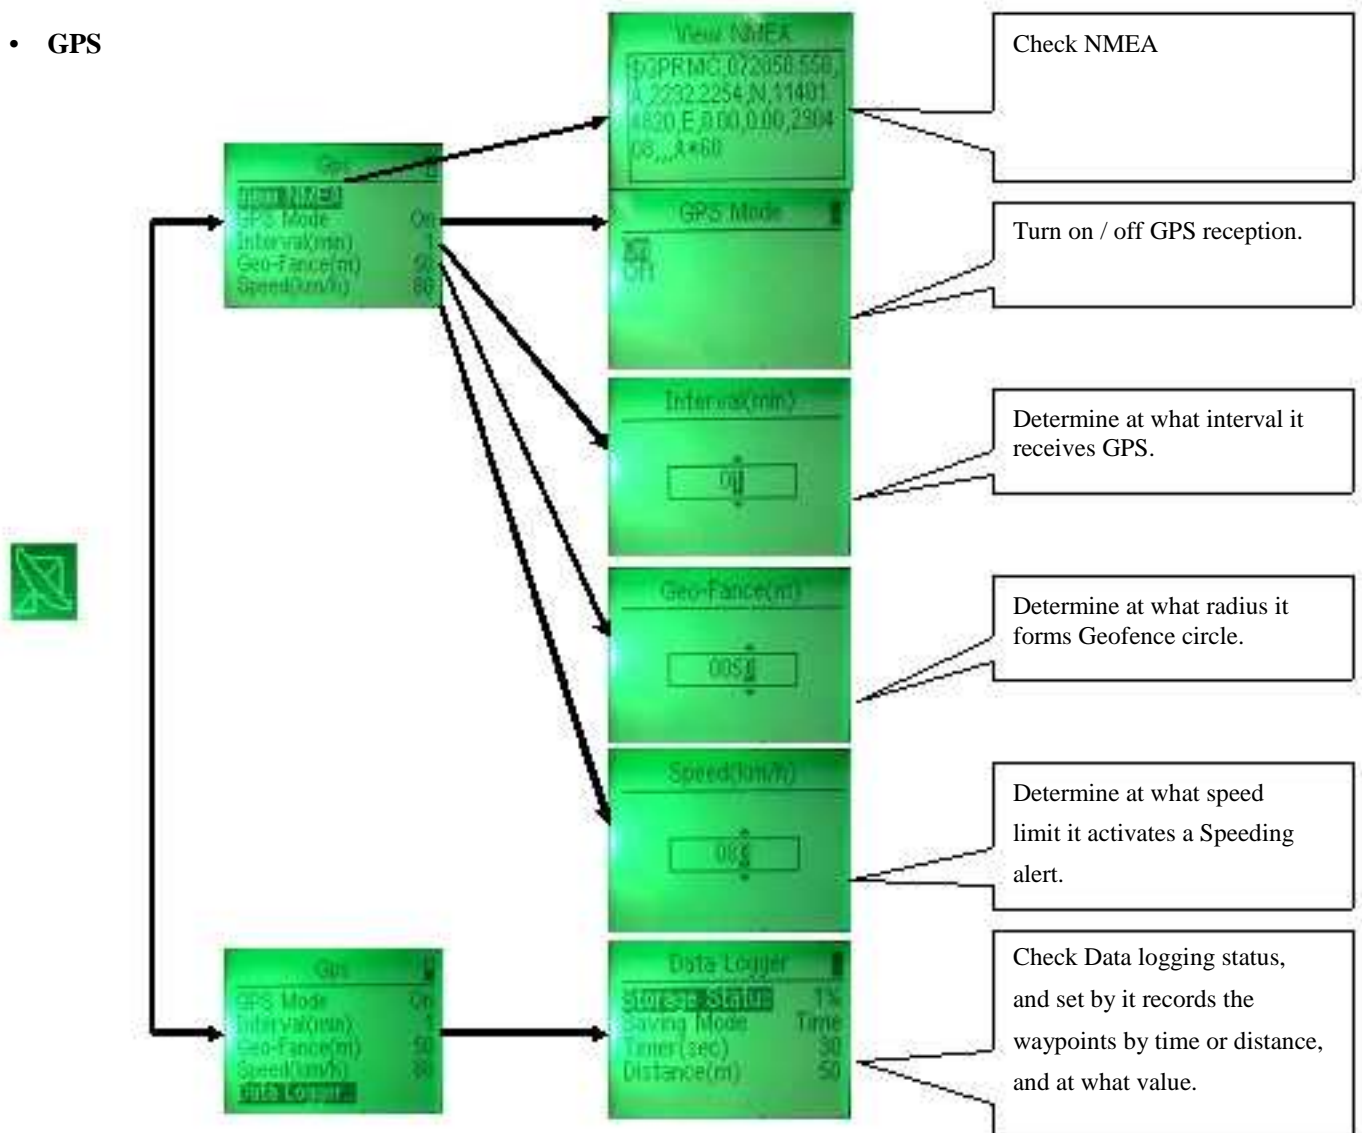 • GPS
View NMEA
$GPRMC,072858.558,
A,2232.2254,N,11401.
4820,E,0.00,0.00,2304
08,,,A*60
Check NMEA
Gps
View NMEA
GPS Mode On
Interval(min) 1
Geo-Fance(m) 50
Speed(km/h) 80
GPS Mode
On
Off
Turn on / off GPS reception.
Interval(min)
Determine at what interval it
receives GPS.
Geo-Fance(m)
005
Determine at what radius it
forms Geofence circle.
Speed(km/h)
08
Determine at what speed
limit it activates a Speeding
alert.
Gps
GPS Mode On
Interval(min) 1
Geo-Fance(m) 50
Speed(km/h) 80
Data Logger..
Data Logger
Storage Status 1%
Saving Mode Time
Timer(sec) 30
Distance(m) 50
Check Data logging status,
and set by it records the
waypoints by time or distance,
and at what value.